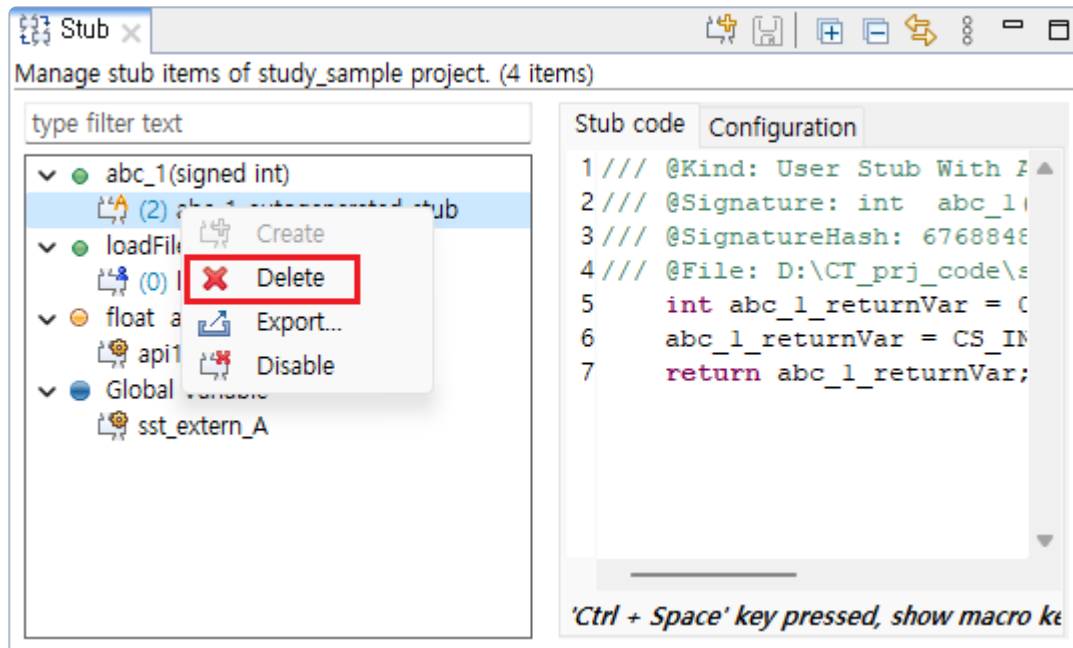 Stub
Manage stub items of study_sample project. (4 items)
type filter text
abc_1(signed int)
(2)
loadFile
(0)
float
api1
Global
sst_extern_A
Create
Delete
Export...
Disable
Stub code Configuration
1 /// @Kind: User Stub With
2 /// @Signature: int abc_1(
3 /// @SignatureHash: 6768848
4 /// @File: D:\CT_prj_code\s
5 int abc_1_returnVar =
6 abc_1_returnVar =
7 return abc_1_returnVar;
'Ctrl + Space' key pressed, show macro